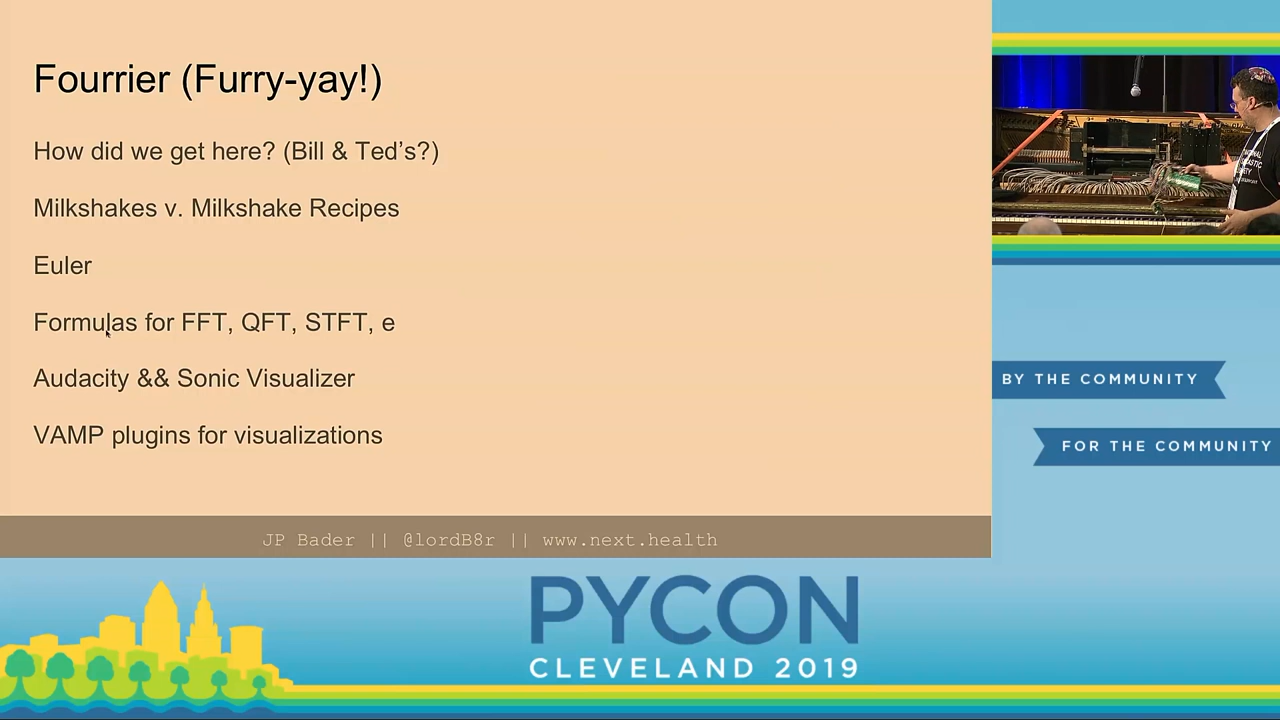 Fourrier (Furry-yay!)
How did we get here? (Bill & Ted's?)
Milkshakes v. Milkshake Recipes
Euler
Formulas for FFT, QFT, STFT, e
Audacity && Sonic Visualizer
VAMP plugins for visualizations
JP Bader || @lordB8r || www.next.health
BY THE COMMUNITY
FOR THE COMMUNITY
PYCON
CLEVELAND 2019